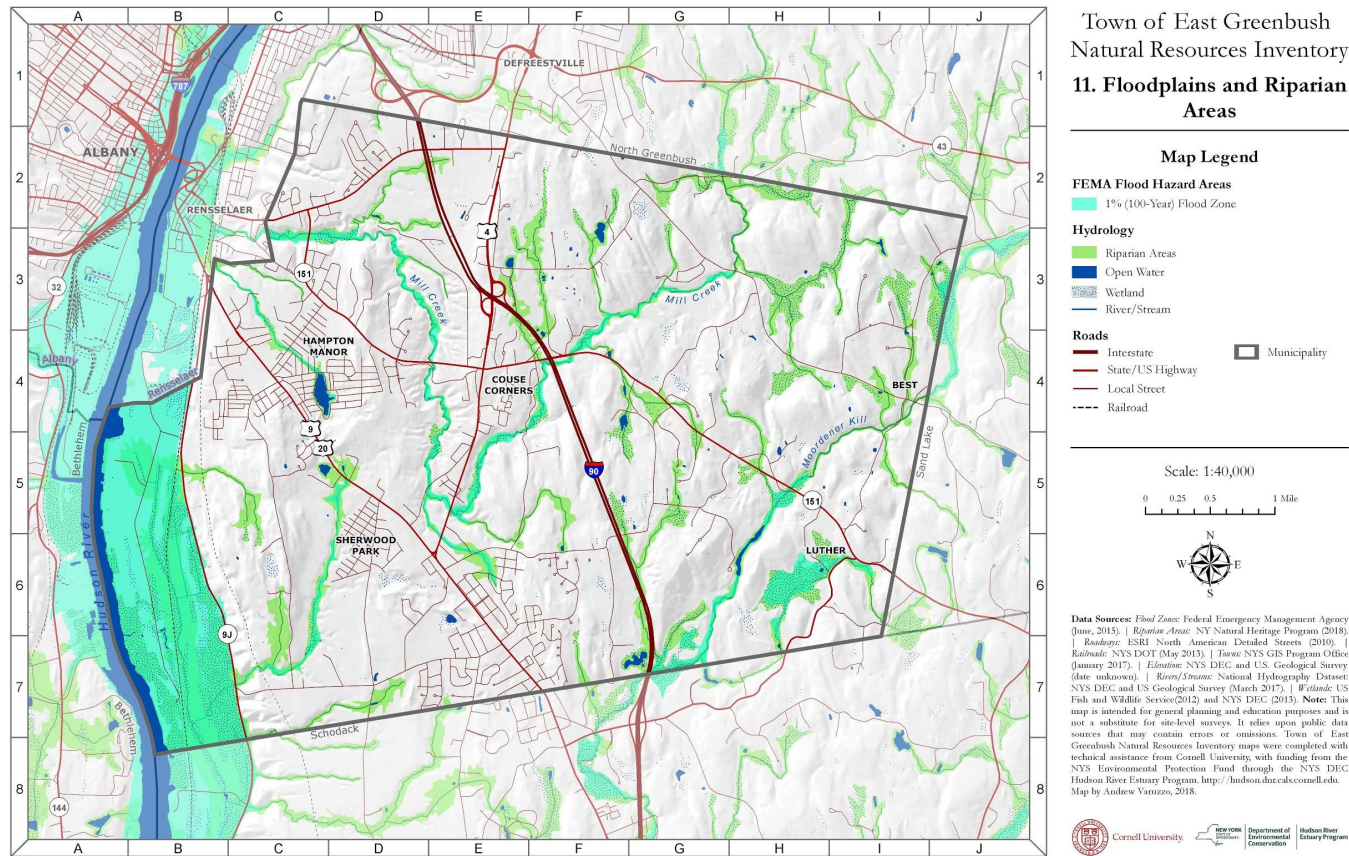 A B C D E F G H I J
1
2
3
4
5
6
7
8
1
2
3
4
5
6
7
8
A B C D E F G H I J
787
DEFREESTVILLE
ALBANY
43
North Greenbush
RENSSELAER
4
151
32
Mill Creek
Mill Creek
HAMPTON
MANOR
Albany
Rensselaer
COUSE
CORNERS
BEST
9
20
Bethlehem
Moordener Kill
Sand Lake
90
151
Hudson River
SHERWOOD
PARK
LUTHER
9J
Bethlehem
Schodack
144
Town of East Greenbush
Natural Resources Inventory
11. Floodplains and Riparian
Areas
Map Legend
FEMA Flood Hazard Areas
1% (100-Year) Flood Zone
Hydrology
Riparian Areas
Open Water
Wetland
River/Stream
Roads
Interstate
Municipality
State/US Highway
Local Street
Railroad
Scale: 1:40,000
0 0.25 0.5 1 Mile
N
W E
S
Data Sources: Flood Zones: Federal Emergency Management Agency
(June, 2015). | Riparian Areas: NY Natural Heritage Program (2018).
| Roadways: ESRI North American Detailed Streets (2010). |
Railroads: NYS DOT (May 2013). | Towns: NYS GIS Program Office
(January 2017). | Elevation: NYS DEC and U.S. Geological Survey
(date unknown). | Rivers/Streams: National Hydrography Dataset:
NYS DEC and US Geological Survey (March 2017). | Wetlands: US
Fish and Wildlife Service(2012) and NYS DEC (2013). Note: This
map is intended for general planning and education purposes and is
not a substitute for site-level surveys. It relies upon public data
sources that may contain errors or omissions. Town of East
Greenbush Natural Resources Inventory maps were completed with
technical assistance from Cornell University, with funding from the
NYS Environmental Protection Fund through the NYS DEC
Hudson River Estuary Program. http://hudson.dnr.cals.cornell.edu.
Map by Andrew Varuzzo, 2018.
Cornell University.
NEW YORK
STATE OF
OPPORTUNITY.
Department of
Environmental
Conservation
Hudson River
Estuary Program